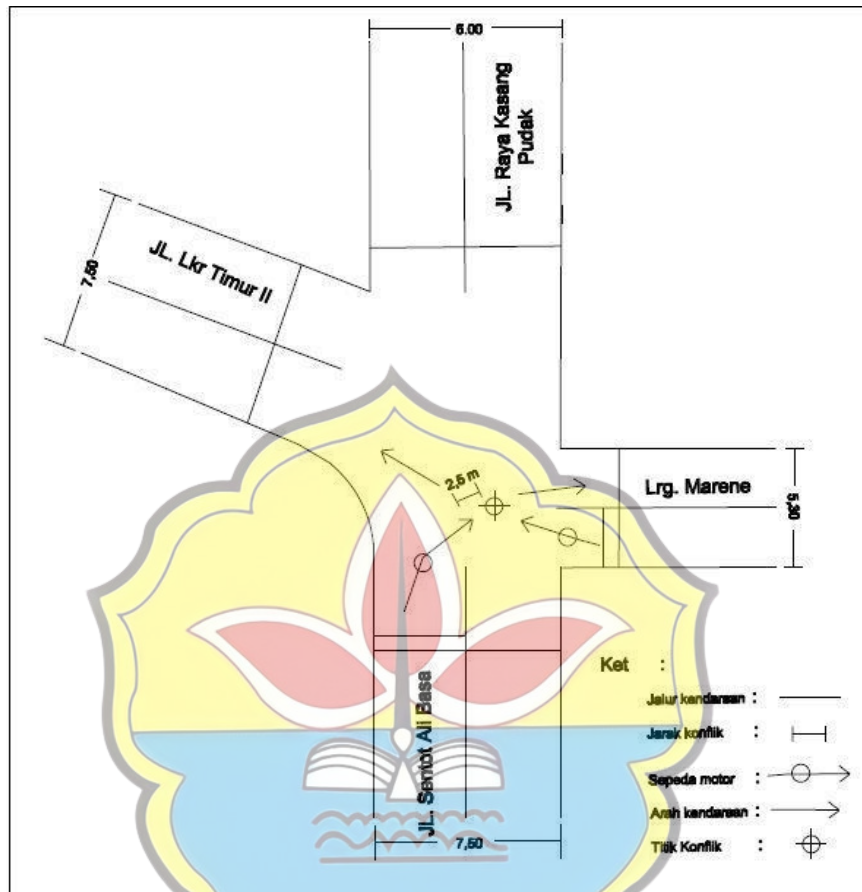 6.00
JL. Raya Kasang
Pudak
JL. Lkr Timur II
7,50
2,5 m
Lrg. Marene
5,30
JL. Sentot Ali Basa
7,50
Ket :
Jalur kendaraan :
Jarak konflik :
Sepeda motor :
Arah kendaraan :
Titik Konflik :